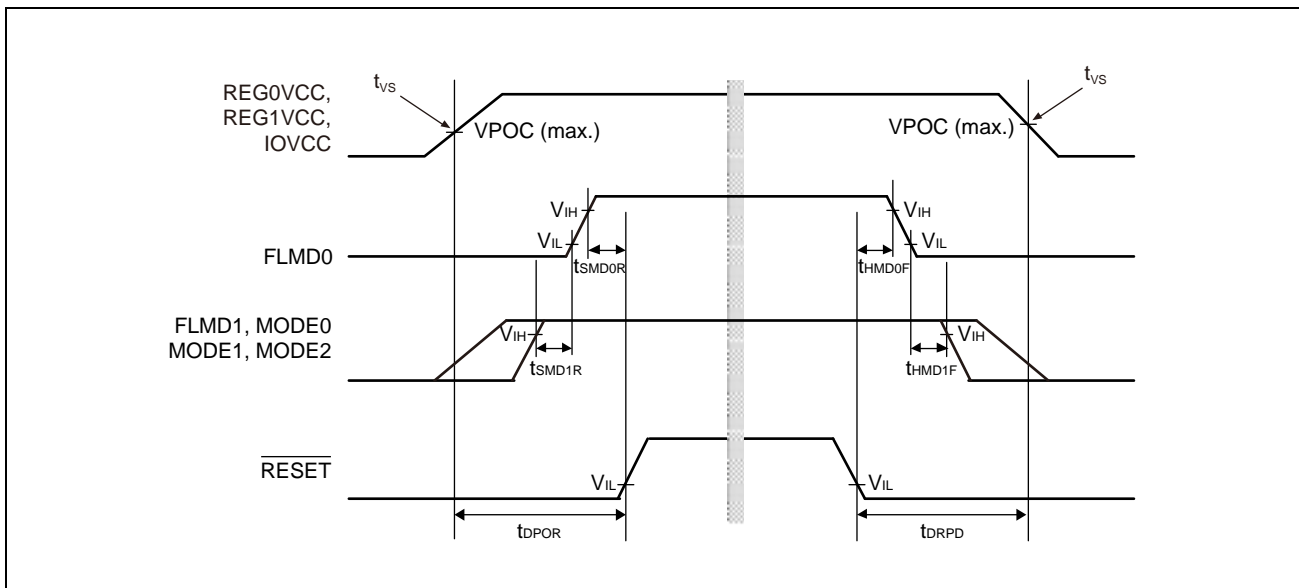 tVS
tVS
REG0VCC,
REG1VCC,
IOVCC
VPOC (max.)
VPOC (max.)
VIH
VIH
VIL
VIL
FLMD0
tSMD0R
tHMD0F
FLMD1, MODE0
MODE1, MODE2
VIH
VIH
tSMD1R
tHMD1F
RESET
VIL
VIL
tDPOR
tDRPD